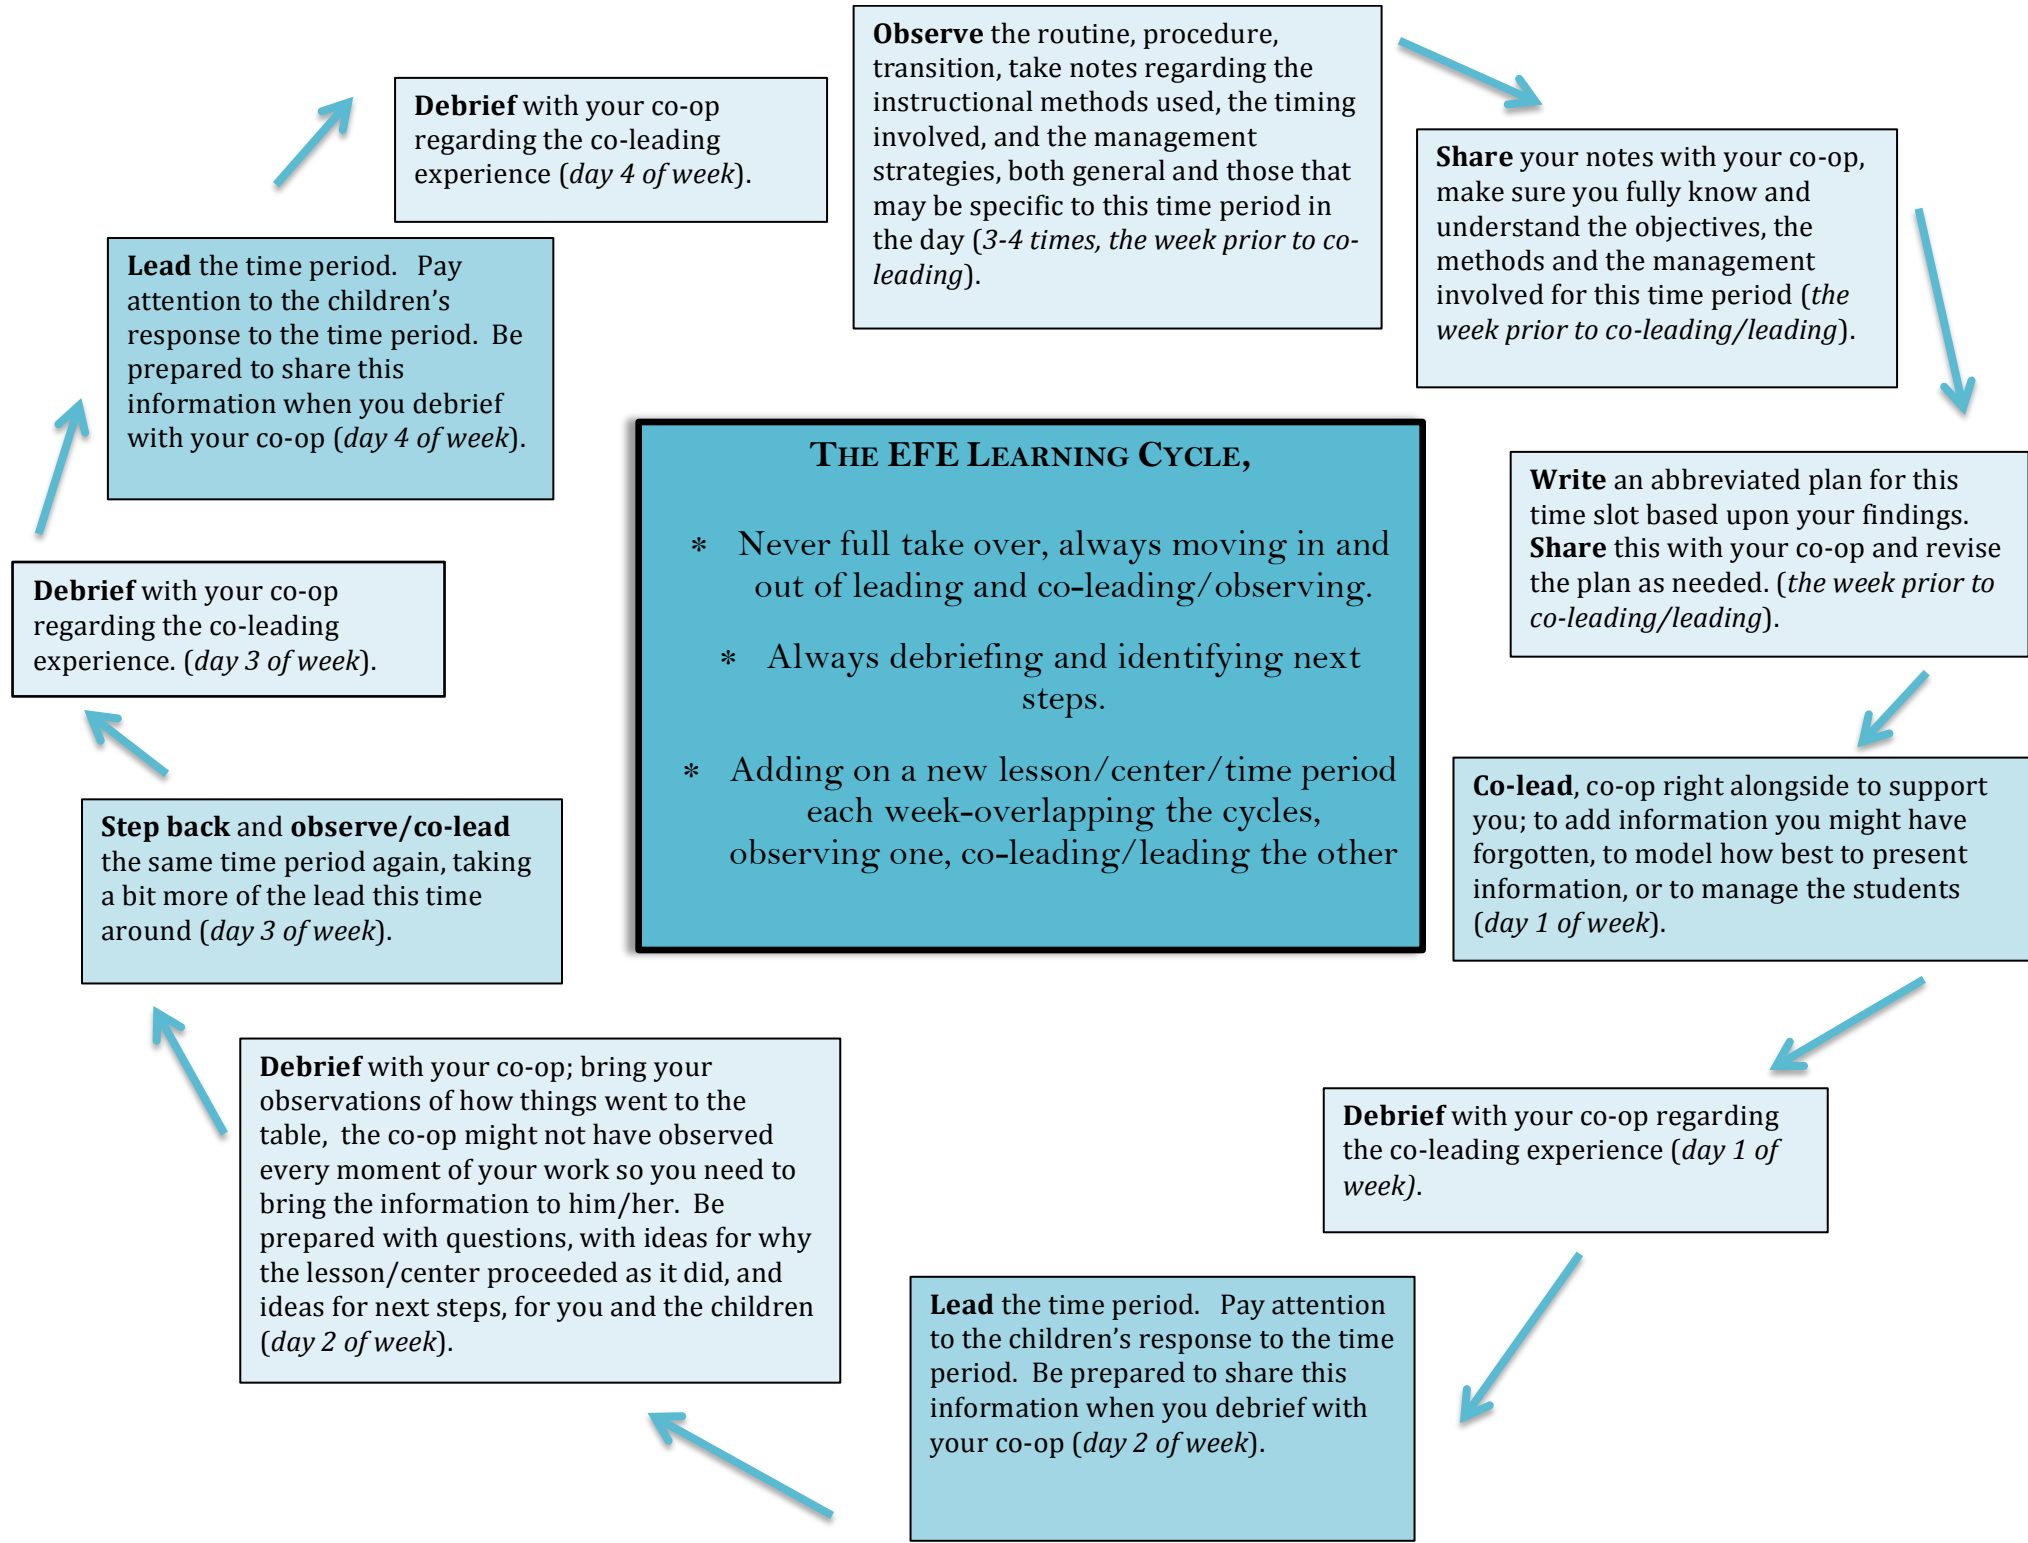 Observe the routine, procedure,
transition, take notes regarding the
instructional methods used, the timing
involved, and the management
strategies, both general and those that
may be specific to this time period in
the day (3-4 times, the week prior to co-
leading).
Share your notes with your co-op,
make sure you fully know and
understand the objectives, the
methods and the management
involved for this time period (the
week prior to co-leading/leading).
Write an abbreviated plan for this
time slot based upon your findings.
Share this with your co-op and revise
the plan as needed. (the week prior to
co-leading/leading).
Co-lead, co-op right alongside to support
you; to add information you might have
forgotten, to model how best to present
information, or to manage the students
(day 1 of week).
Debrief with your co-op regarding
the co-leading experience (day 1 of
week).
Lead the time period.   Pay attention
to the children’s response to the time
period.  Be prepared to share this
information when you debrief with
your co-op (day 2 of week).
Debrief with your co-op; bring your
observations of how things went to the
table,  the co-op might not have observed
every moment of your work so you need to
bring the information to him/her.  Be
prepared with questions, with ideas for why
the lesson/center proceeded as it did, and
ideas for next steps, for you and the children
(day 2 of week).
Step back and observe/co-lead
the same time period again, taking
a bit more of the lead this time
around (day 3 of week).
Debrief with your co-op
regarding the co-leading
experience. (day 3 of week).
Lead the time period.   Pay
attention to the children’s
response to the time period.  Be
prepared to share this
information when you debrief
with your co-op (day 4 of week).
Debrief with your co-op
regarding the co-leading
experience (day 4 of week).
THE EFE LEARNING CYCLE,
* Never full take over, always moving in and
out of leading and co-leading/observing.
* Always debriefing and identifying next
steps.
* Adding on a new lesson/center/time period
each week-overlapping the cycles,
observing one, co-leading/leading the other